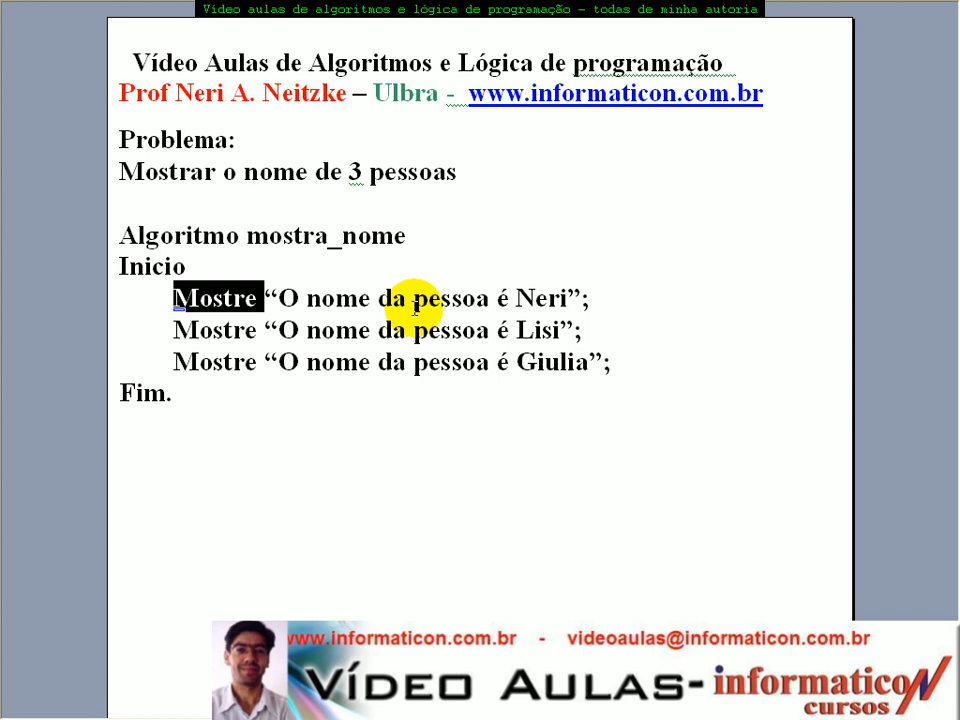 Vídeo aulas de algoritmos e lógica de programação – todas de minha autoria
Vídeo Aulas de Algoritmos e Lógica de programação
Prof Neri A. Neitzke – Ulbra - www.informaticon.com.br
Problema:
Mostrar o nome de 3 pessoas
Algoritmo mostra_nome
Inicio
Mostre “O nome da pessoa é Neri”;
Mostre “O nome da pessoa é Lisi”;
Mostre “O nome da pessoa é Giulia”;
Fim.
www.informaticon.com.br - videoaulas@informaticon.com.br
VÍDEO AULAS- informaticoN
cursos